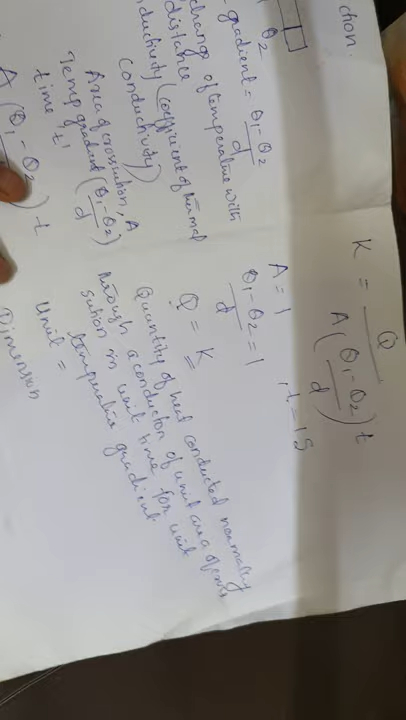 ction.
θ2
gradient = θ1 - θ2 / d
change of temperature with
distance
conductivity (coefficient of thermal
conductivity)
Area of cross section, A
Temp gradient (θ1 - θ2 / d)
time 't'
A (θ1 - θ2) t
K = Q / A (θ1 - θ2 / d) t
A = 1 , t = 1s
θ1 - θ2 / d = 1
Q = K
Quantity of heat conducted normally
through a conductor of unit area of cross
section in unit time for unit
temperature gradient
Unit =
Dimension